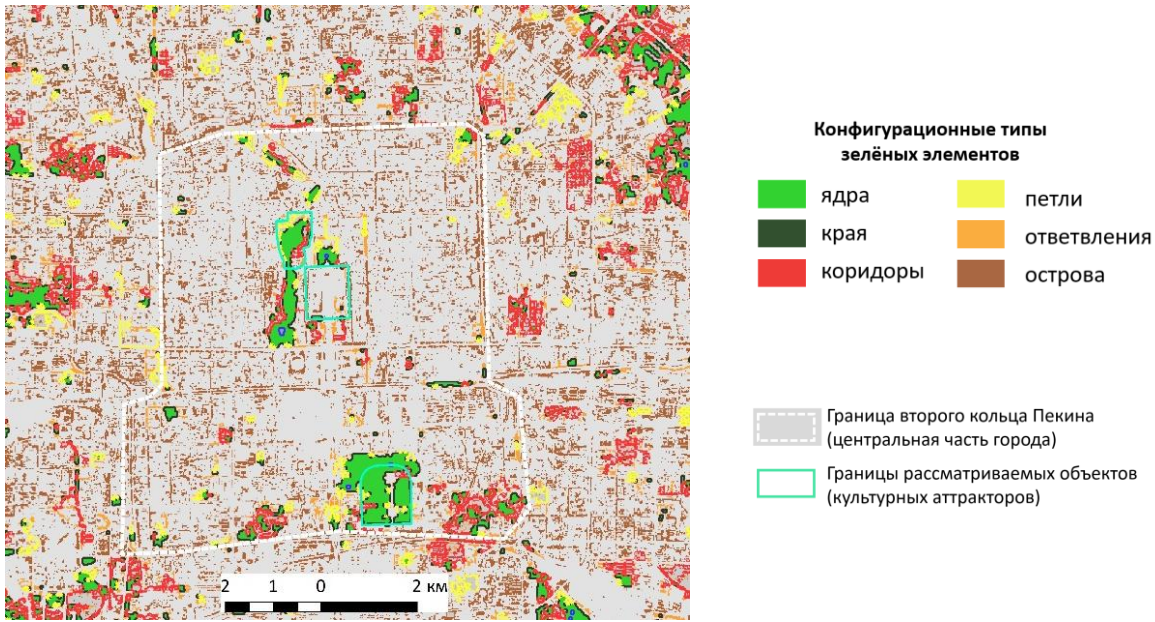 Конфигурационные типы
зелёных элементов
ядра
петли
края
ответвления
коридоры
острова
Граница второго кольца Пекина
(центральная часть города)
Границы рассматриваемых объектов
(культурных аттракторов)
2 1 0 2 км